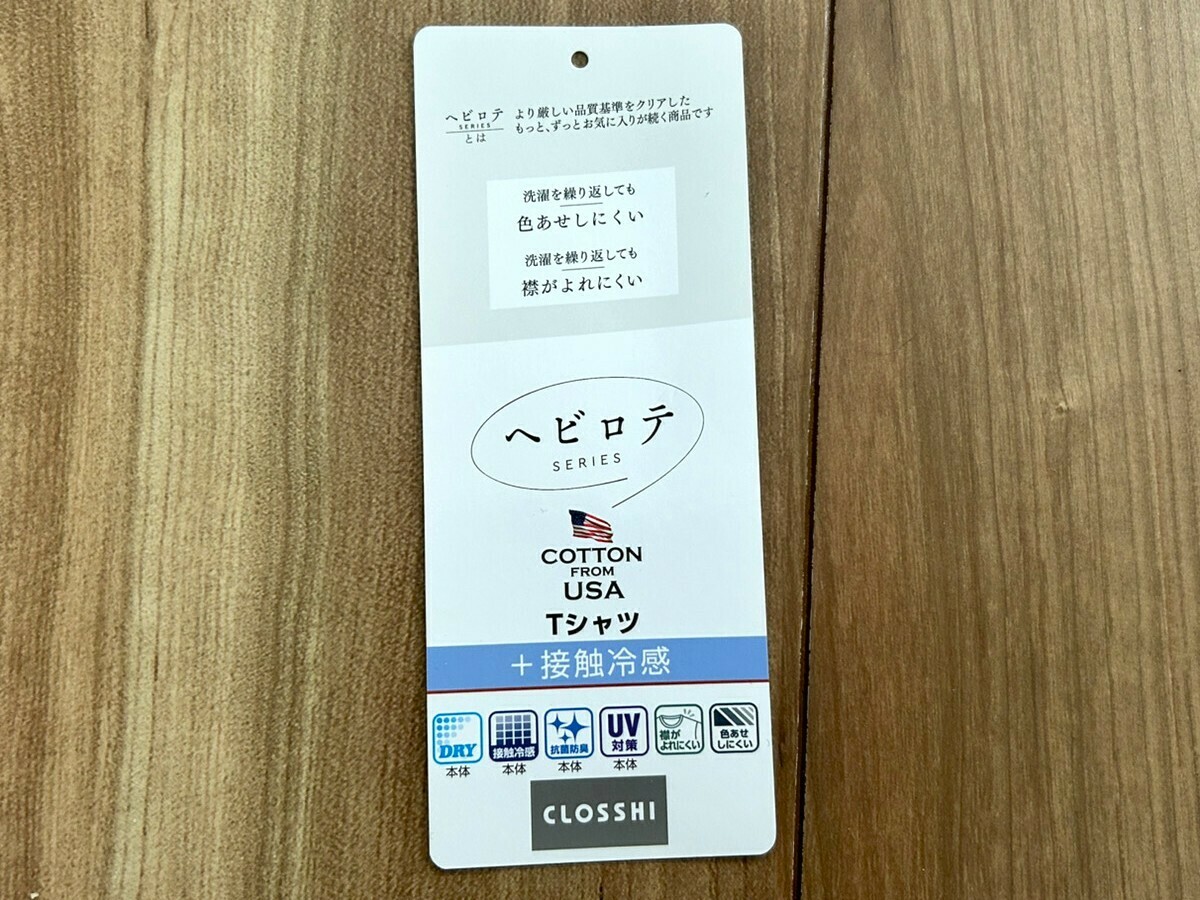 ヘビロテ
SERIES
とは
より厳しい品質基準をクリアした
もっと、ずっとお気に入りが続く商品です
洗濯を繰り返しても
色あせしにくい
洗濯を繰り返しても
襟がよれにくい
ヘビロテ
SERIES
COTTON
FROM
USA
Tシャツ
＋接触冷感
DRY
本体
接触冷感
本体
抗菌防臭
本体
UV
対策
本体
襟が
よれにくい
色あせ
しにくい
CLOSSHI